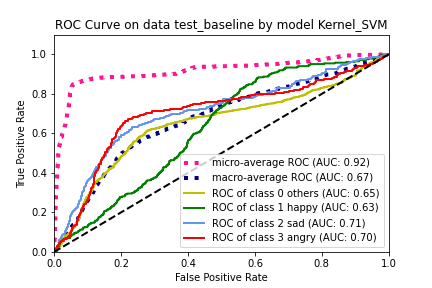 ROC Curve on data test_baseline by model Kernel_SVM
True Positive Rate
1.0
0.8
0.6
0.4
0.2
0.0
micro-average ROC (AUC: 0.92)
macro-average ROC (AUC: 0.67)
ROC of class 0 others (AUC: 0.65)
ROC of class 1 happy (AUC: 0.63)
ROC of class 2 sad (AUC: 0.71)
ROC of class 3 angry (AUC: 0.70)
0.0 0.2 0.4 0.6 0.8 1.0
False Positive Rate